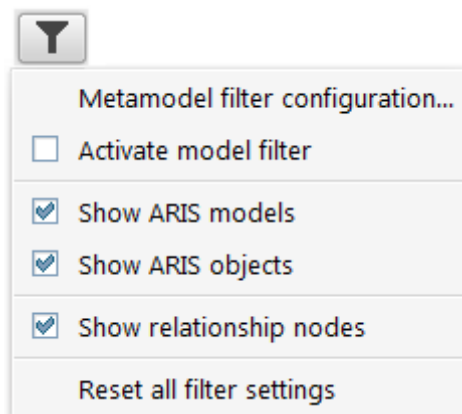 Metamodel filter configuration...
Activate model filter
Show ARIS models
Show ARIS objects
Show relationship nodes
Reset all filter settings